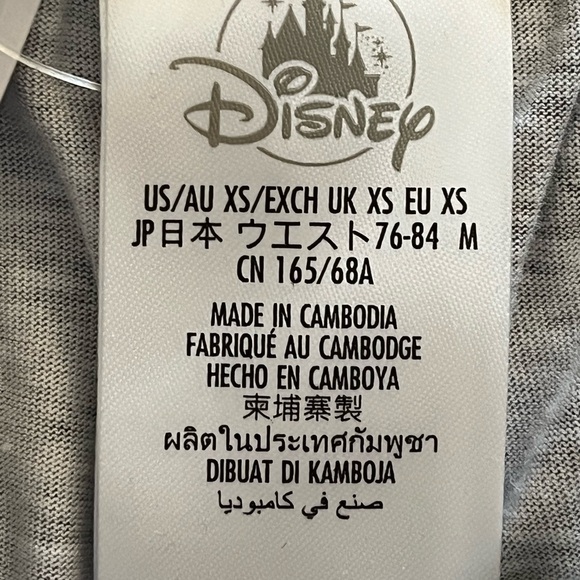 Disney
US/AU XS/EXCH UK XS EU XS
JP日本 ウエスト76-84 M
CN 165/68A
MADE IN CAMBODIA
FABRIQUÉ AU CAMBODGE
HECHO EN CAMBOYA
柬埔寨製
ผลิตในประเทศกัมพูชา
DIBUAT DI KAMBOJA
صنع في كامبوديا